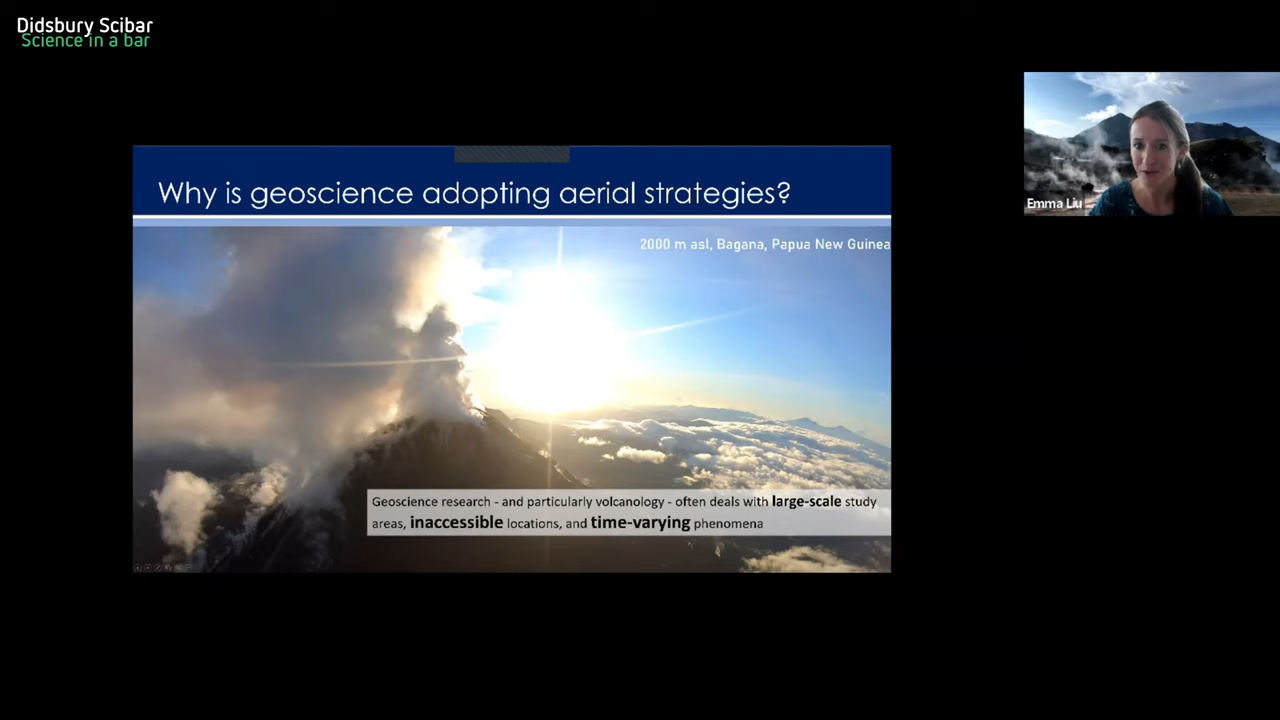 Didsbury Scibar
Science in a bar
Why is geoscience adopting aerial strategies?
2000 m asl, Bagana, Papua New Guinea
Emma Liu
Geoscience research - and particularly volcanology - often deals with large-scale study
areas, inaccessible locations, and time-varying phenomena